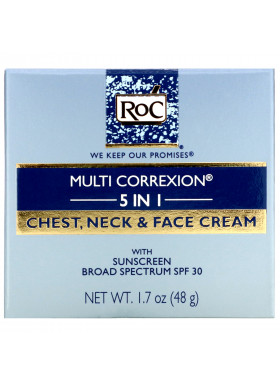 RoC
WE KEEP OUR PROMISES®
MULTI CORREXION®
5 IN 1
CHEST, NECK & FACE CREAM
WITH
SUNSCREEN
BROAD SPECTRUM SPF 30
NET WT. 1.7 oz (48 g)